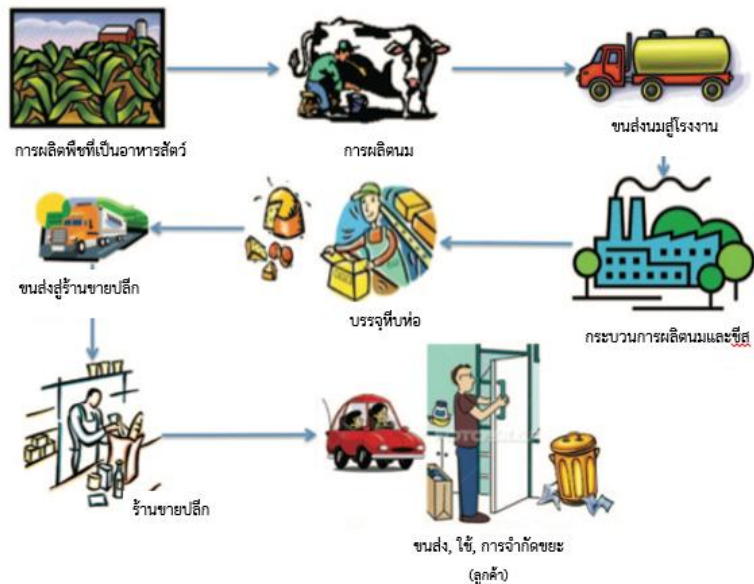 การผลิตพืชที่เป็นอาหารสัตว์
การผลิตนม
ขนส่งนมสู่โรงงาน
กระบวนการผลิตนมและชีส
บรรจุหีบห่อ
ขนส่งสู่ร้านขายปลีก
ร้านขายปลีก
ขนส่ง, ใช้, การจำกัดขยะ
(ลูกค้า)